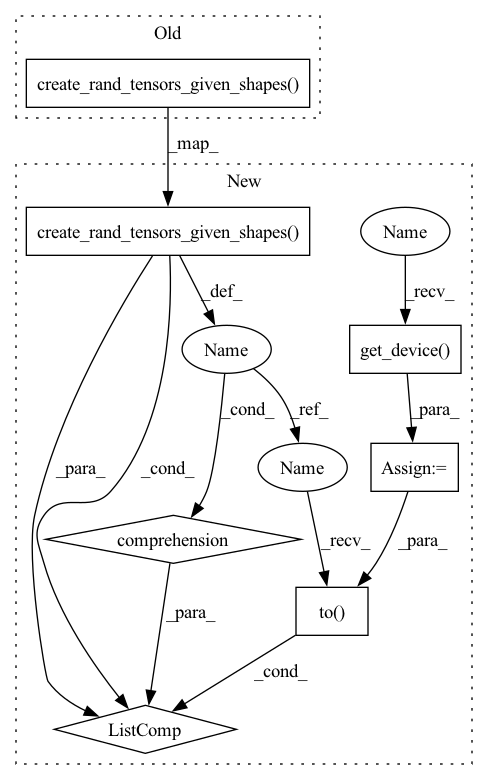 Old
create_rand_tensors_given_shapes()
_map_
New
create_rand_tensors_given_shapes()
Name
_def_
_recv_
Name
get_device()
_cond_
_ref_
_para_
_para_
_cond_
Name
Assign:=
comprehension
_recv_
_para_
_para_
to()
_cond_
ListComp